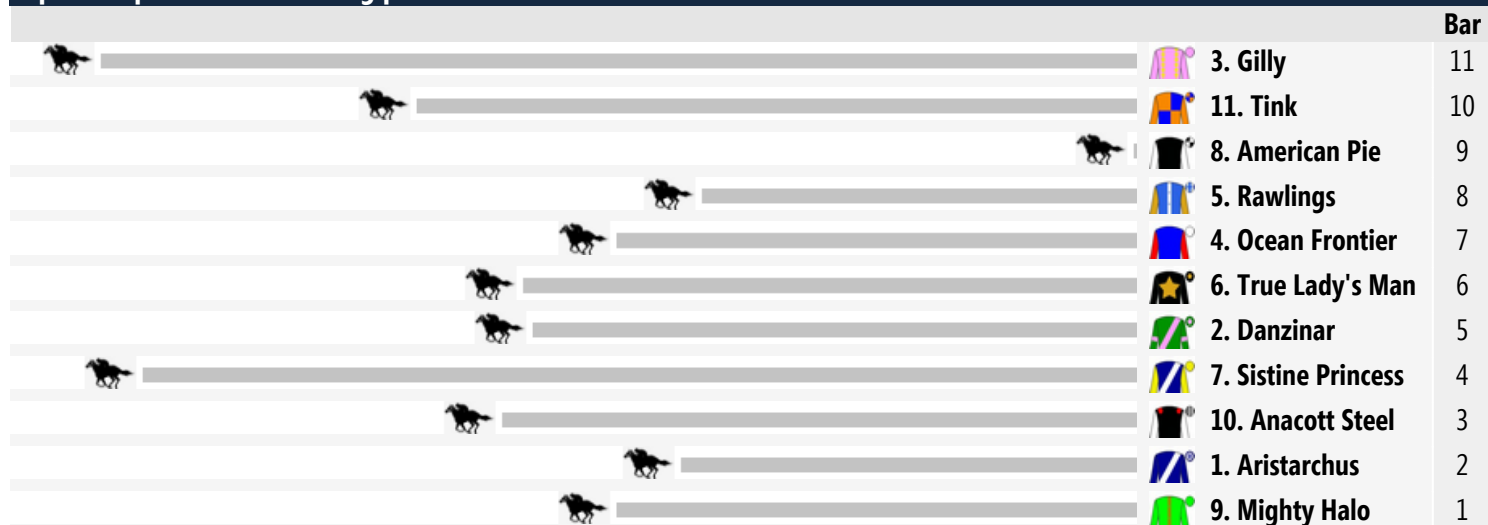 Bar
3. Gilly 11
11. Tink 10
8. American Pie 9
5. Rawlings 8
4. Ocean Frontier 7
6. True Lady's Man 6
2. Danzinar 5
7. Sistine Princess 4
10. Anacott Steel 3
1. Aristarchus 2
9. Mighty Halo 1